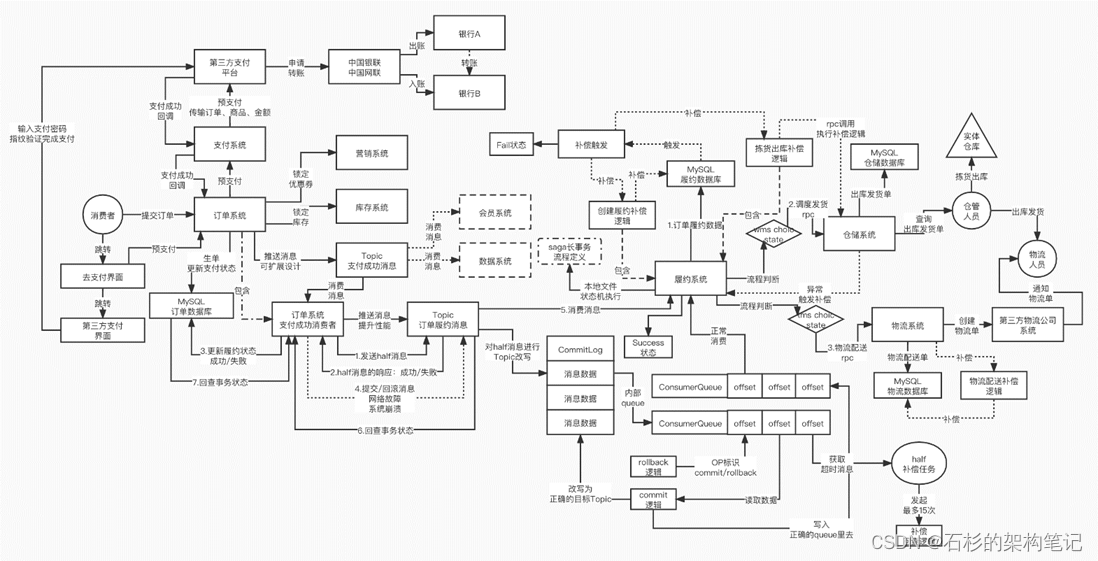 银行A
出账
第三方支付
平台
申请
转账
中国银联
中国网联
转账
入账
银行B
预支付
传输订单、商品、金额
支付成功
回调
输入支付密码
指纹验证完成支付
支付系统
支付成功
回调
预支付
锁定
优惠券
营销系统
消费者
提交订单
订单系统
锁定
库存
库存系统
跳转
预支付
生单
更新支付状态
推送消息
可扩展设计
Topic
支付成功消息
消费
消息
会员系统
消费
消息
数据系统
去支付界面
跳转
第三方支付
界面
MySQL
订单数据库
包含
消费
消息
订单系统
支付成功消费者
推送消息
提升性能
Topic
订单履约消息
5.消费消息
3.更新履约状态
成功/失败
1.发送half消息
2.half消息的响应：成功/失败
7.回查事务状态
4.提交/回滚消息
网络故障
系统崩溃
6.回查事务状态
对half消息进行
Topic改写
Fail状态
补偿触发
补偿
触发
拣货出库补偿
逻辑
rpc调用
执行补偿逻辑
MySQL
仓储数据库
实体
仓库
拣货出库
补偿
补偿
MySQL
履约数据库
创建履约补偿
逻辑
1.订单履约数据
包含
2.调度发货
rpc
wms choic
state
出库发货单
仓储系统
查询
出库发货单
仓管
人员
出库发货
物流
人员
saga长事务
流程定义
包含
本地文件
状态机执行
履约系统
流程判断
流程判断
异常
触发补偿
tms choic
state
3.物流配送
rpc
通知
物流单
Success
状态
正常
消费
物流系统
创建
物流单
第三方物流公司
系统
物流配送单
补偿
MySQL
物流数据库
物流配送补偿
逻辑
补偿
CommitLog
消息数据
消息数据
消息数据
内部
queue
ConsumerQueue
offset
offset
offset
ConsumerQueue
offset
offset
offset
rollback
逻辑
OP标识
commit/rollback
获取
超时消息
half
补偿任务
发起
最多15次
补偿
改写为
正确的目标Topic
commit
逻辑
读取数据
写入
正确的queue里去
CSDN @石杉的架构笔记